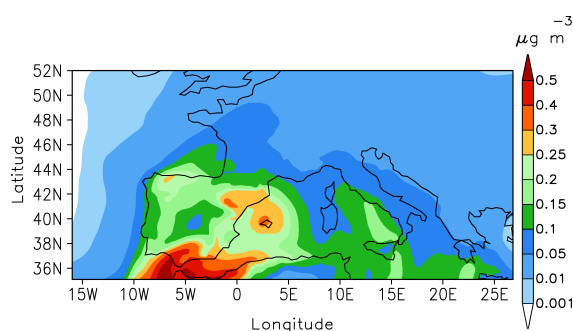 μg m⁻³
52N
50N
48N
46N
44N
42N
40N
38N
36N
Latitude
15W 10W 5W 0 5E 10E 15E 20E 25E
Longitude
0.5
0.4
0.3
0.25
0.2
0.15
0.1
0.05
0.01
0.001